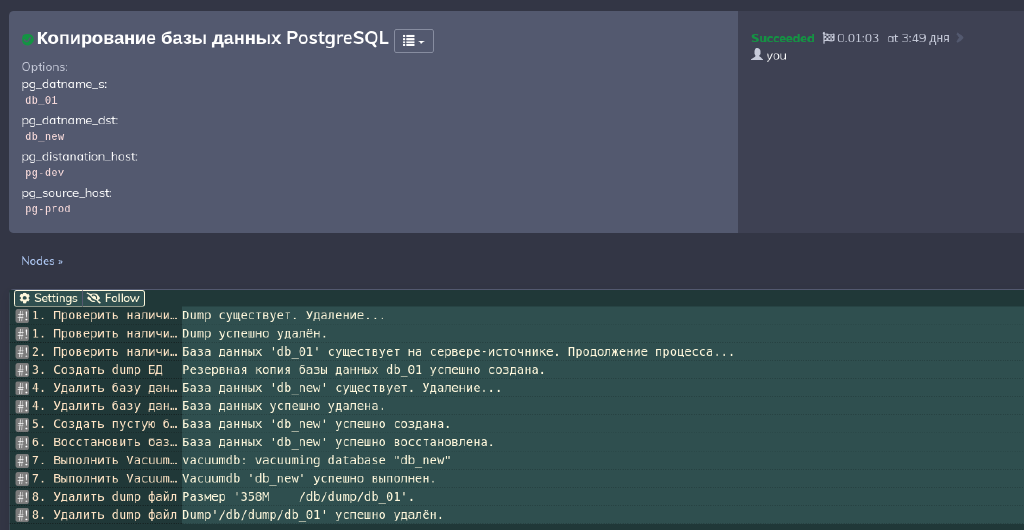 Копирование базы данных PostgreSQL
Succeeded 0.01:03 at 3:49 дня
you
Options:
pg_datname_s:
db_01
pg_datname_dst:
db_new
pg_distanation_host:
pg-dev
pg_source_host:
pg-prod
Nodes »
Settings Follow
#! 1. Проверить наличи… Dump существует. Удаление...
#! 1. Проверить наличи… Dump успешно удалён.
#! 2. Проверить наличи… База данных 'db_01' существует на сервере-источнике. Продолжение процесса...
#! 3. Создать dump БД Резервная копия базы данных db_01 успешно создана.
#! 4. Удалить базу дан… База данных 'db_new' существует. Удаление...
#! 4. Удалить базу дан… База данных успешно удалена.
#! 5. Создать пустую б… База данных 'db_new' успешно создана.
#! 6. Восстановить баз… База данных 'db_new' успешно восстановлена.
#! 7. Выполнить Vacuum… vacuumdb: vacuuming database "db_new"
#! 7. Выполнить Vacuum… Vacuumdb 'db_new' успешно выполнен.
#! 8. Удалить dump файл Размер '358M    /db/dump/db_01'.
#! 8. Удалить dump файл Dump'/db/dump/db_01' успешно удалён.